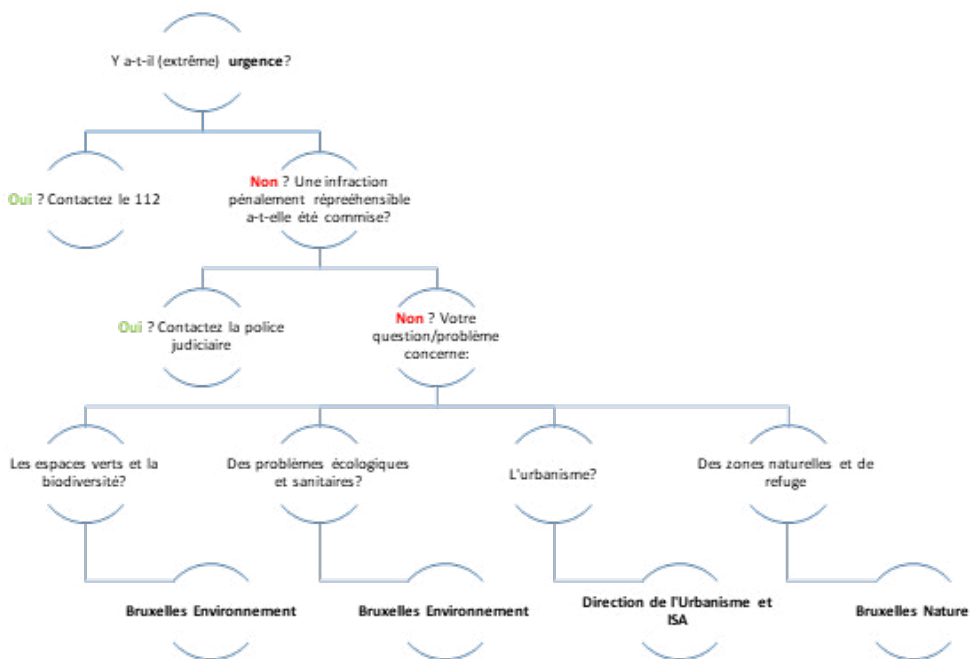 Y a-t-il (extrême) urgence?
Oui ? Contactez le 112
Non ? Une infraction
pénalement répreéhensible
a-t-elle été commise?
Oui ? Contactez la police
judiciaire
Non ? Votre
question/problème
concerne:
Les espaces verts et la
biodiversité?
Des problèmes écologiques
et sanitaires?
L'urbanisme?
Des zones naturelles et de
refuge
Bruxelles Environnement
Bruxelles Environnement
Direction de l'Urbanisme et
ISA
Bruxelles Nature